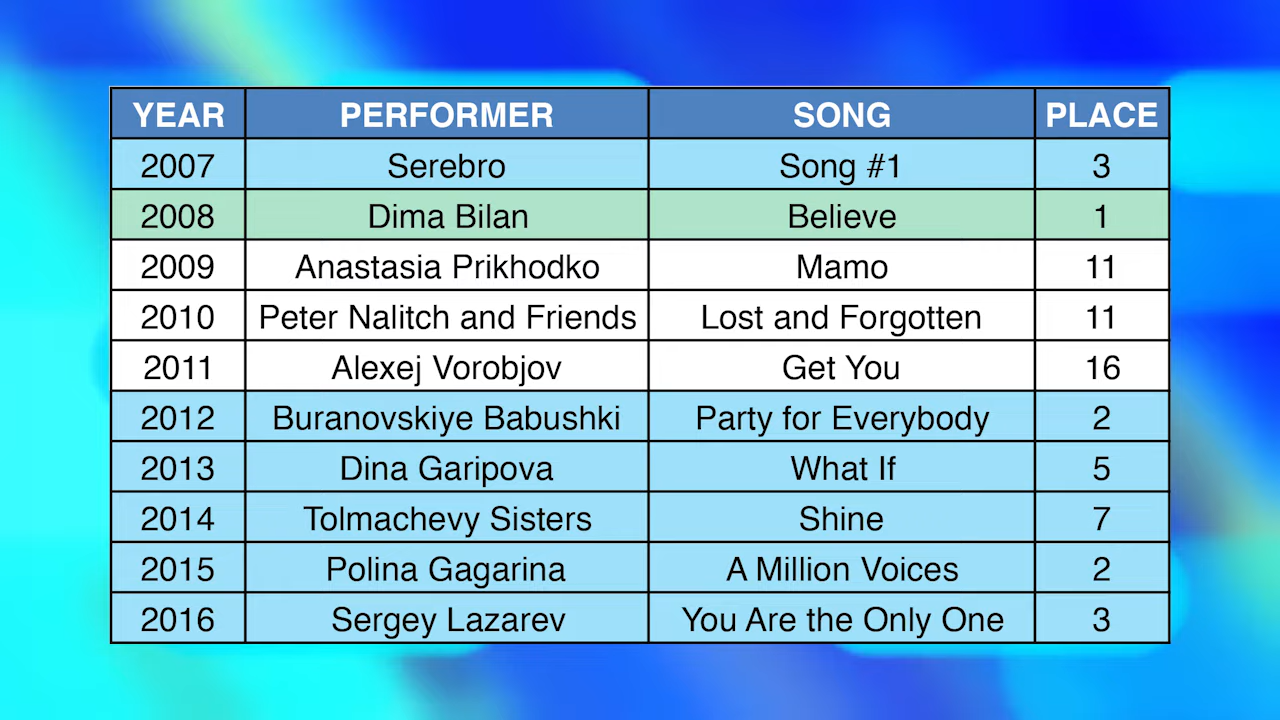 YEAR PERFORMER SONG PLACE
2007 Serebro Song #1 3
2008 Dima Bilan Believe 1
2009 Anastasia Prikhodko Mamo 11
2010 Peter Nalitch and Friends Lost and Forgotten 11
2011 Alexej Vorobjov Get You 16
2012 Buranovskiye Babushki Party for Everybody 2
2013 Dina Garipova What If 5
2014 Tolmachevy Sisters Shine 7
2015 Polina Gagarina A Million Voices 2
2016 Sergey Lazarev You Are the Only One 3